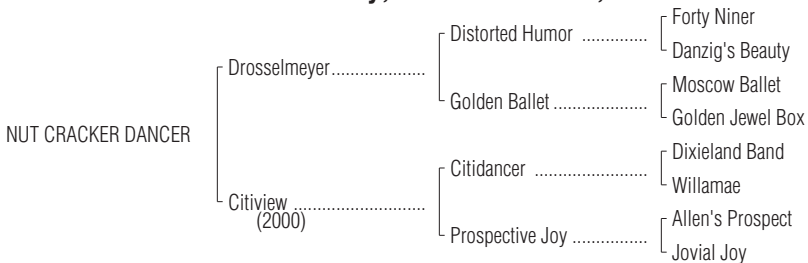 Forty Niner
Distorted Humor ..............
Danzig's Beauty
Drosselmeyer....................
Moscow Ballet
Golden Ballet ....................
Golden Jewel Box
NUT CRACKER DANCER
Dixieland Band
Citidancer ........................
Willamae
Citiview ............................
(2000)
Allen's Prospect
Prospective Joy ................
Jovial Joy